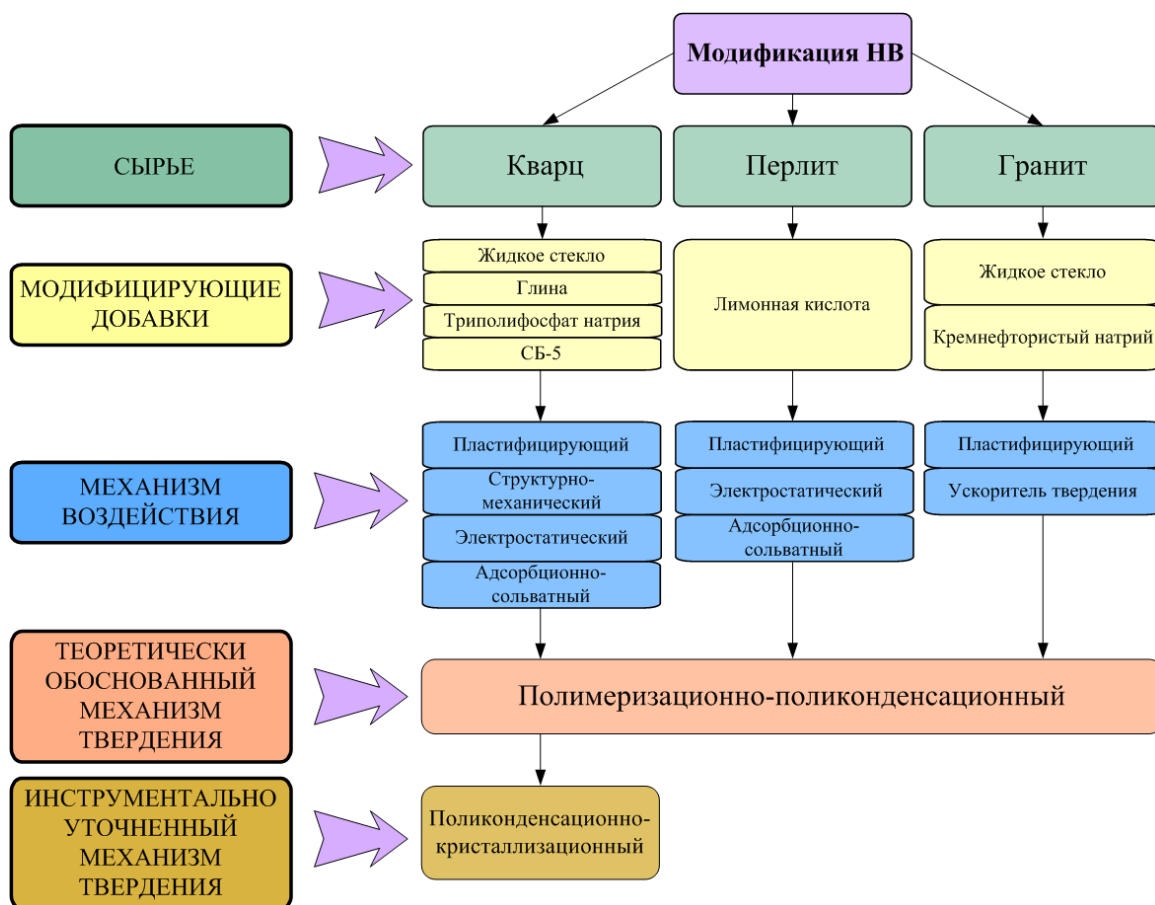 Модификация НВ
СЫРЬЕ
Кварц
Перлит
Гранит
МОДИФИЦИРУЮЩИЕ
ДОБАВКИ
Жидкое стекло
Глина
Триполифосфат натрия
СБ-5
Лимонная кислота
Жидкое стекло
Кремнефтористый натрий
МЕХАНИЗМ
ВОЗДЕЙСТВИЯ
Пластифицирующий
Структурно-
механический
Электростатический
Адсорбционно-
сольватный
Пластифицирующий
Электростатический
Адсорбционно-
сольватный
Пластифицирующий
Ускоритель твердения
ТЕОРЕТИЧЕСКИ
ОБОСНОВАННЫЙ
МЕХАНИЗМ
ТВЕРДЕНИЯ
Полимеризационно-поликонденсационный
ИНСТРУМЕНТАЛЬНО
УТОЧНЕННЫЙ
МЕХАНИЗМ
ТВЕРДЕНИЯ
Поликонденсационно-
кристаллизационный